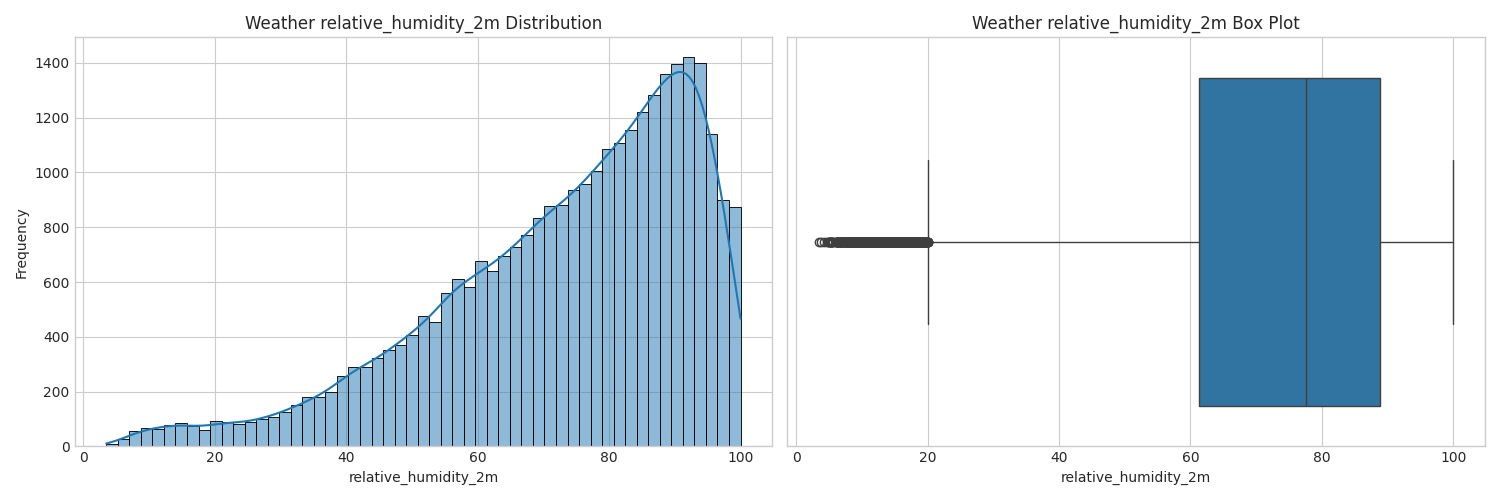 Weather relative_humidity_2m Distribution
1400
1200
1000
800
600
400
200
0
Frequency
0 20 40 60 80 100
relative_humidity_2m
Weather relative_humidity_2m Box Plot
0 20 40 60 80 100
relative_humidity_2m